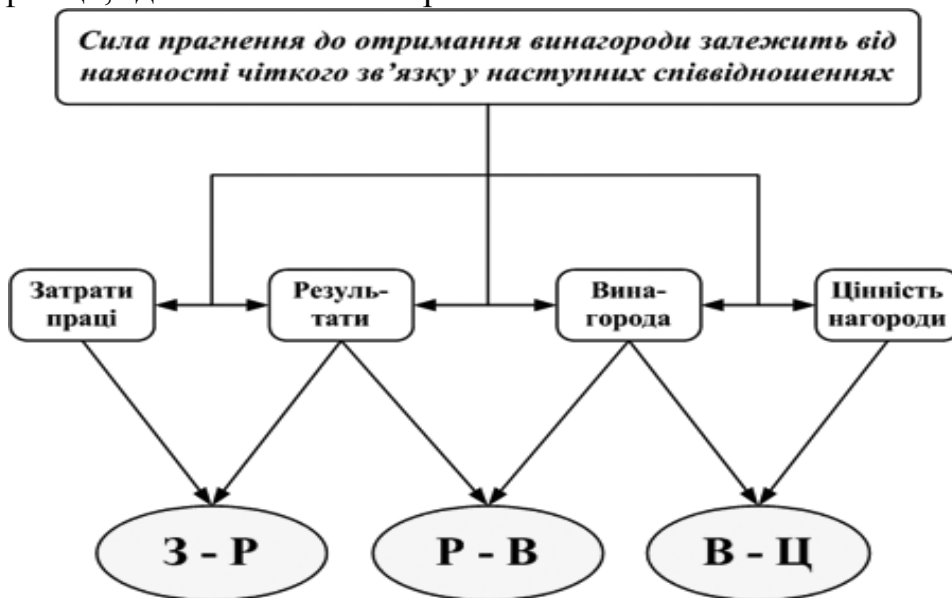 Сила прагнення до отримання винагороди залежить від
наявності чіткого зв’язку у наступних співвідношеннях
Затрати
праці
Резуль-
тати
Вина-
города
Цінність
нагороди
З - Р
Р - В
В - Ц